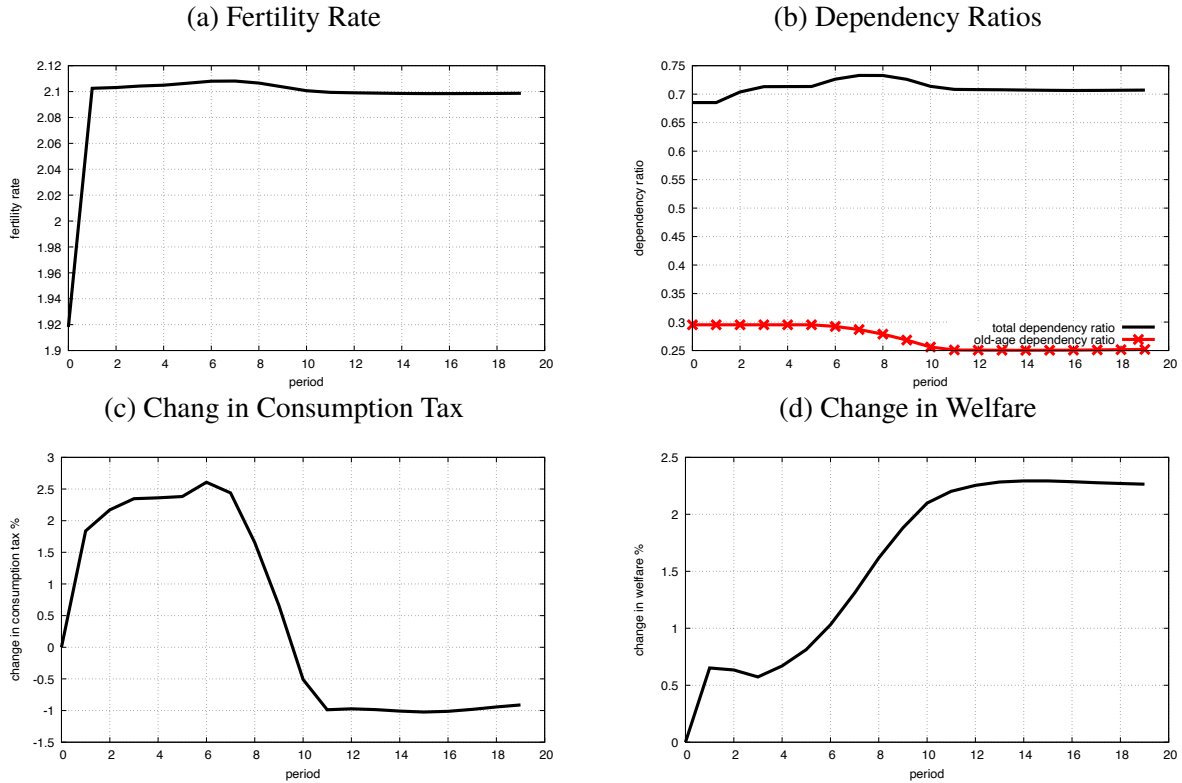 (a) Fertility Rate
2.12
2.1
2.08
2.06
2.04
2.02
2
1.98
1.96
1.94
1.92
1.9
fertility rate
0 2 4 6 8 10 12 14 16 18 20
period
(b) Dependency Ratios
0.75
0.7
0.65
0.6
0.55
0.5
0.45
0.4
0.35
0.3
0.25
dependency ratio
total dependency ratio
old-age dependency ratio
0 2 4 6 8 10 12 14 16 18 20
period
(c) Chang in Consumption Tax
3
2.5
2
1.5
1
0.5
0
-0.5
-1
-1.5
change in consumption tax %
0 2 4 6 8 10 12 14 16 18 20
period
(d) Change in Welfare
2.5
2
1.5
1
0.5
0
change in welfare %
0 2 4 6 8 10 12 14 16 18 20
period